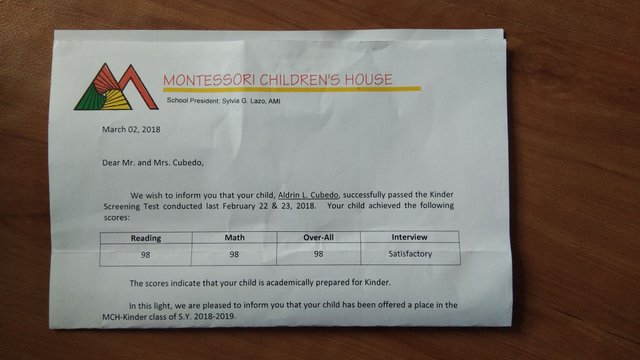 MONTESSORI CHILDREN'S HOUSE
School President: Sylvia G. Lazo, AMI
March 02, 2018
Dear Mr. and Mrs. Cubedo,
We wish to inform you that your child, Aldrin L. Cubedo, successfully passed the Kinder
Screening Test conducted last February 22 & 23, 2018. Your child achieved the following
scores:
Reading Math Over-All Interview
98 98 98 Satisfactory
The scores indicate that your child is academically prepared for Kinder.
In this light, we are pleased to inform you that your child has been offered a place in the
MCH-Kinder class of S.Y. 2018-2019.